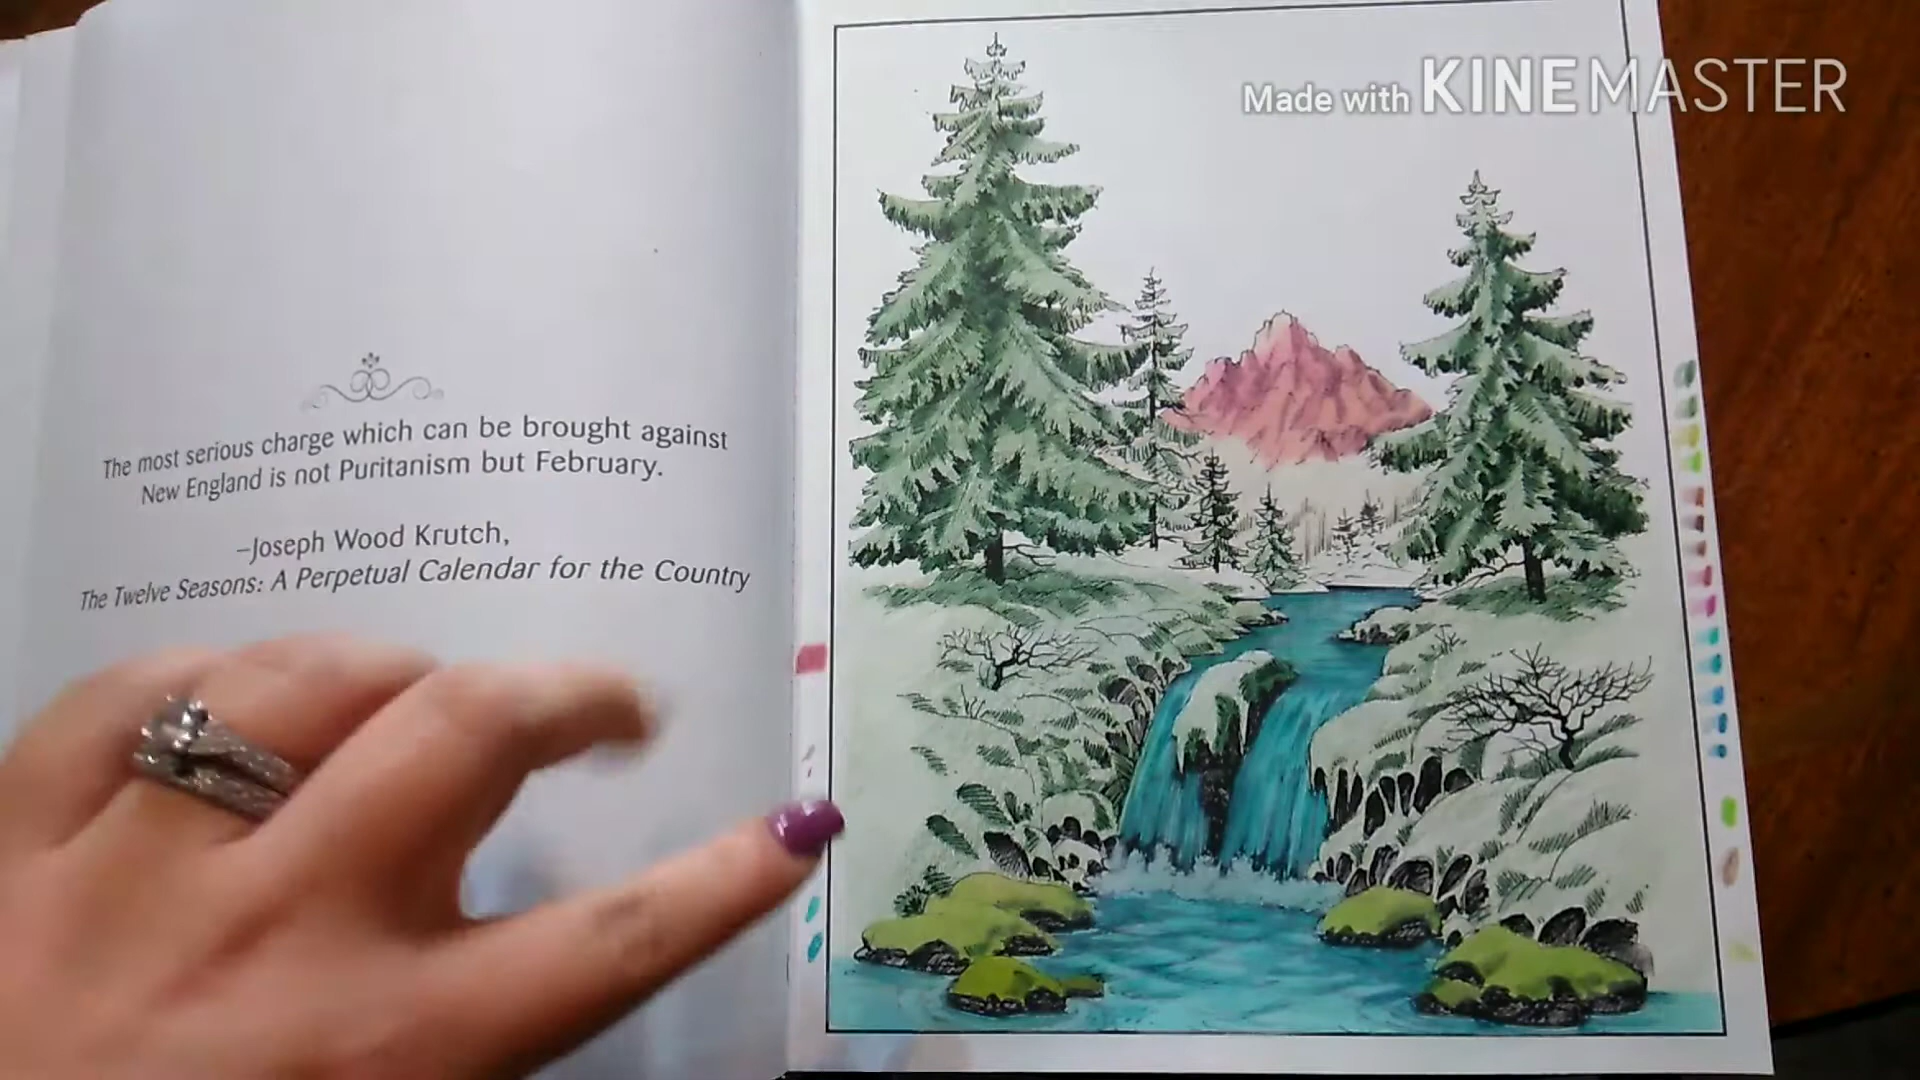 Made with KINEMASTER
The most serious charge which can be brought against
New England is not Puritanism but February.
–Joseph Wood Krutch,
The Twelve Seasons: A Perpetual Calendar for the Country